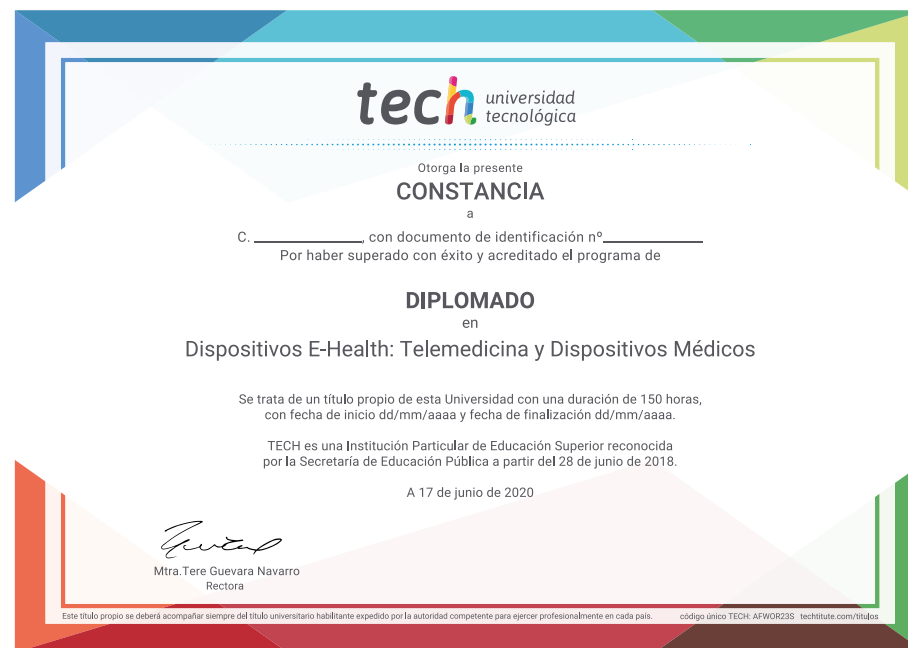 tech universidad
tecnológica
Otorga la presente
CONSTANCIA
a
C. ____________, con documento de identificación nº____________
Por haber superado con éxito y acreditado el programa de
DIPLOMADO
en
Dispositivos E-Health: Telemedicina y Dispositivos Médicos
Se trata de un título propio de esta Universidad con una duración de 150 horas,
con fecha de inicio dd/mm/aaaa y fecha de finalización dd/mm/aaaa.
TECH es una Institución Particular de Educación Superior reconocida
por la Secretaría de Educación Pública a partir del 28 de junio de 2018.
A 17 de junio de 2020
Mtra.Tere Guevara Navarro
Rectora
Este título propio se deberá acompañar siempre del título universitario habilitante expedido por la autoridad competente para ejercer profesionalmente en cada país. código único TECH: AFWOR23S techtitute.com/titulos